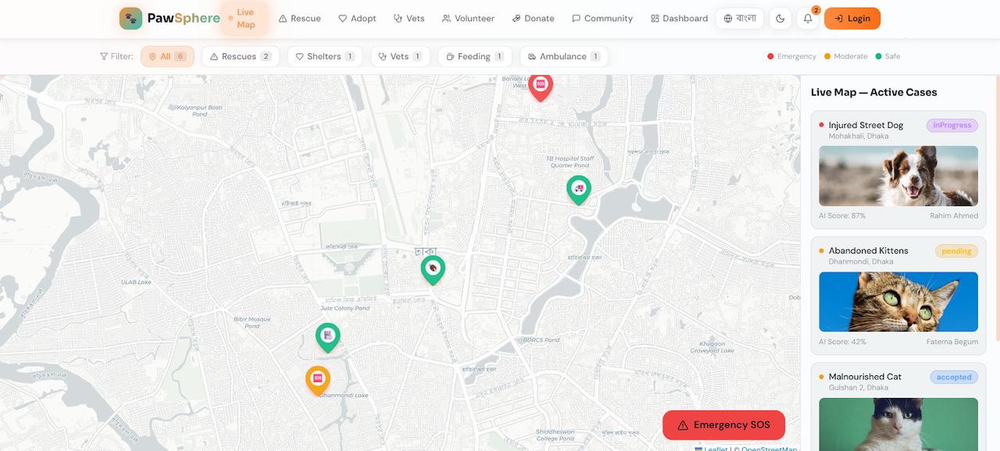 PawSphere
Live
Map
Rescue
Adopt
Vets
Volunteer
Donate
Community
Dashboard
বাংলা
2
Login
Filter:
All 6
Rescues 2
Shelters 1
Vets 1
Feeding 1
Ambulance 1
Emergency
Moderate
Safe
Banani
West
SOS
Kalyanpur Basti
Pond
TB Hospital Staff
Quarter Pond
ঢাকা
হাতিরঝিল
ULAB Lake
Jute Colony Pand
Bibir Mosque
Pond
BDRCS Pond
Khilgaon
Graveyard Lake
Dob
SOS
Dhanmondi Lake
Shiddheswari
College Pond
Emergency SOS
Leaflet | © OpenStreetMap
Live Map — Active Cases
Injured Street Dog
inProgress
Mohakhali, Dhaka
AI Score: 87%
Rahim Ahmed
Abandoned Kittens
pending
Dhanmondi, Dhaka
AI Score: 42%
Fatema Begum
Malnourished Cat
accepted
Gulshan 2, Dhaka